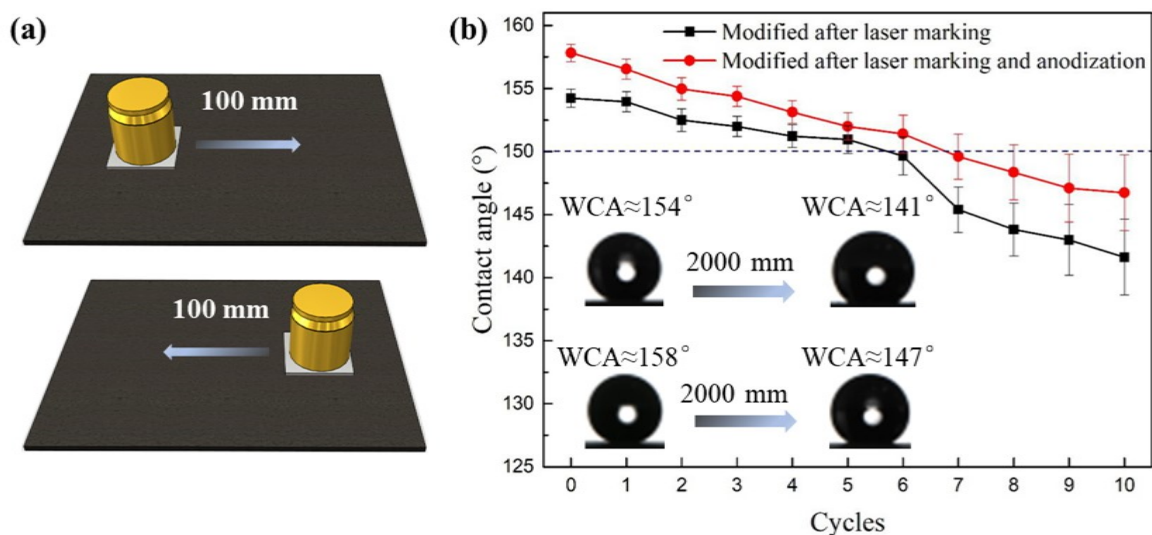 (a)
100 mm
100 mm
(b)
Modified after laser marking
Modified after laser marking and anodization
Contact angle (°)
160
155
150
145
140
135
130
125
WCA≈154°
WCA≈141°
2000 mm
WCA≈158°
WCA≈147°
2000 mm
0 1 2 3 4 5 6 7 8 9 10
Cycles